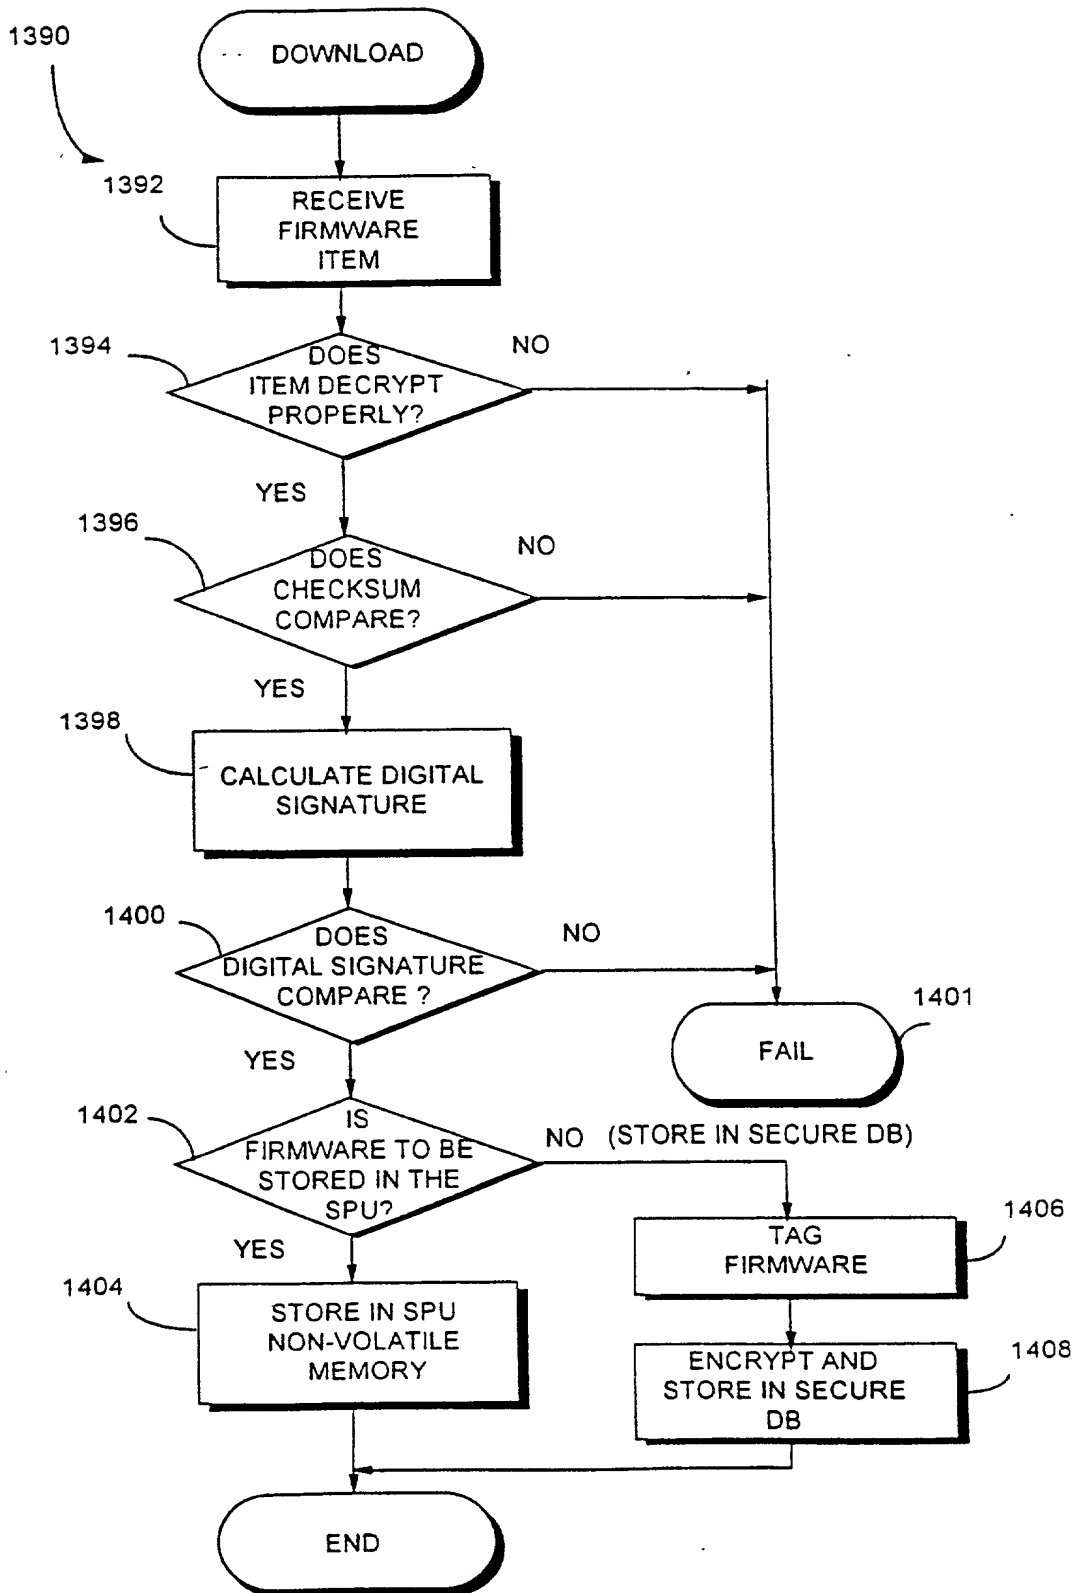 1390
DOWNLOAD
1392
RECEIVE
FIRMWARE
ITEM
1394
DOES
ITEM DECRYPT
PROPERLY?
NO
YES
1396
DOES
CHECKSUM
COMPARE?
NO
YES
1398
CALCULATE DIGITAL
SIGNATURE
1400
DOES
DIGITAL SIGNATURE
COMPARE ?
NO
1401
FAIL
YES
1402
IS
FIRMWARE TO BE
STORED IN THE
SPU?
NO (STORE IN SECURE DB)
1406
TAG
FIRMWARE
YES
1404
STORE IN SPU
NON-VOLATILE
MEMORY
1408
ENCRYPT AND
STORE IN SECURE
DB
END